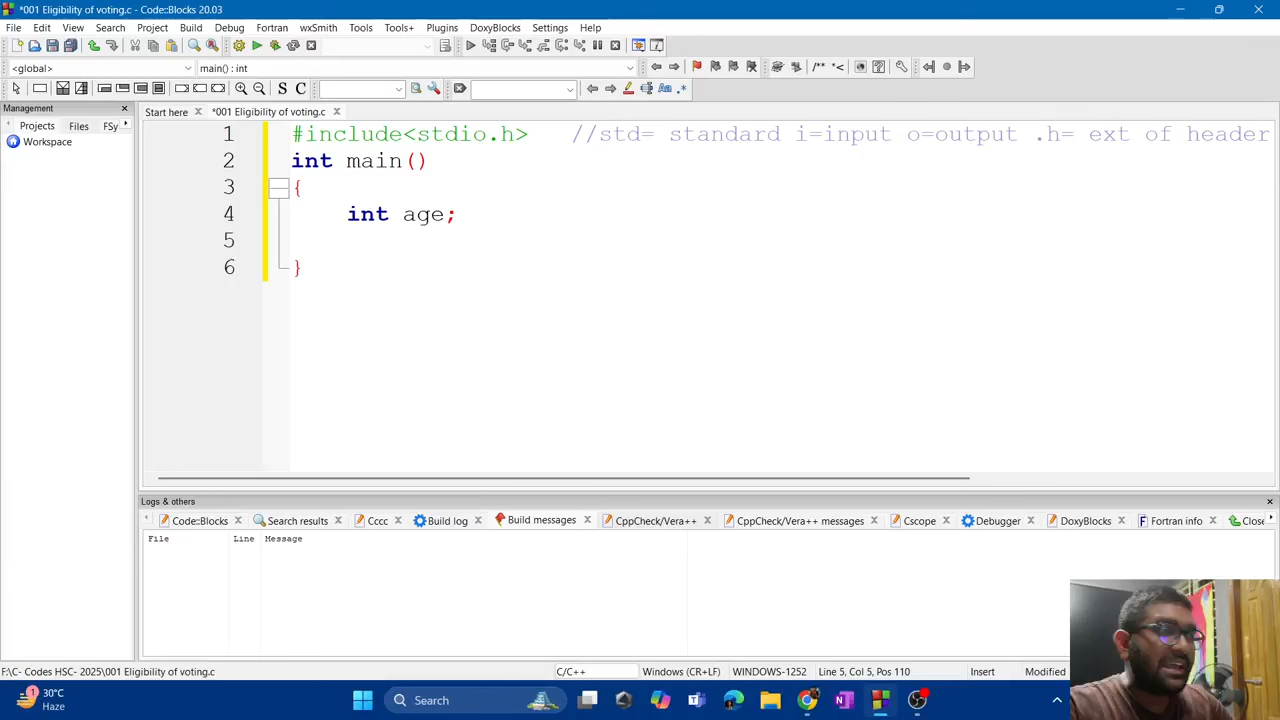 *001 Eligibility of voting.c - Code::Blocks 20.03
File Edit View Search Project Build Debug Fortran wxSmith Tools Tools+ Plugins DoxyBlocks Settings Help
<global> main() : int
/** *<
S C Aa .*
Management
Projects Files FSy
Workspace
Start here *001 Eligibility of voting.c
1 #include<stdio.h> //std= standard i=input o=output .h= ext of header
2 int main()
3 {
4 int age;
5
6 }
Logs & others
Code::Blocks Search results Cccc Build log Build messages CppCheck/Vera++ CppCheck/Vera++ messages Cscope Debugger DoxyBlocks Fortran info Close
File Line Message
F:\C- Codes HSC- 2025\001 Eligibility of voting.c C/C++ Windows (CR+LF) WINDOWS-1252 Line 5, Col 5, Pos 110 Insert Modified
1 30°C
Haze
Search